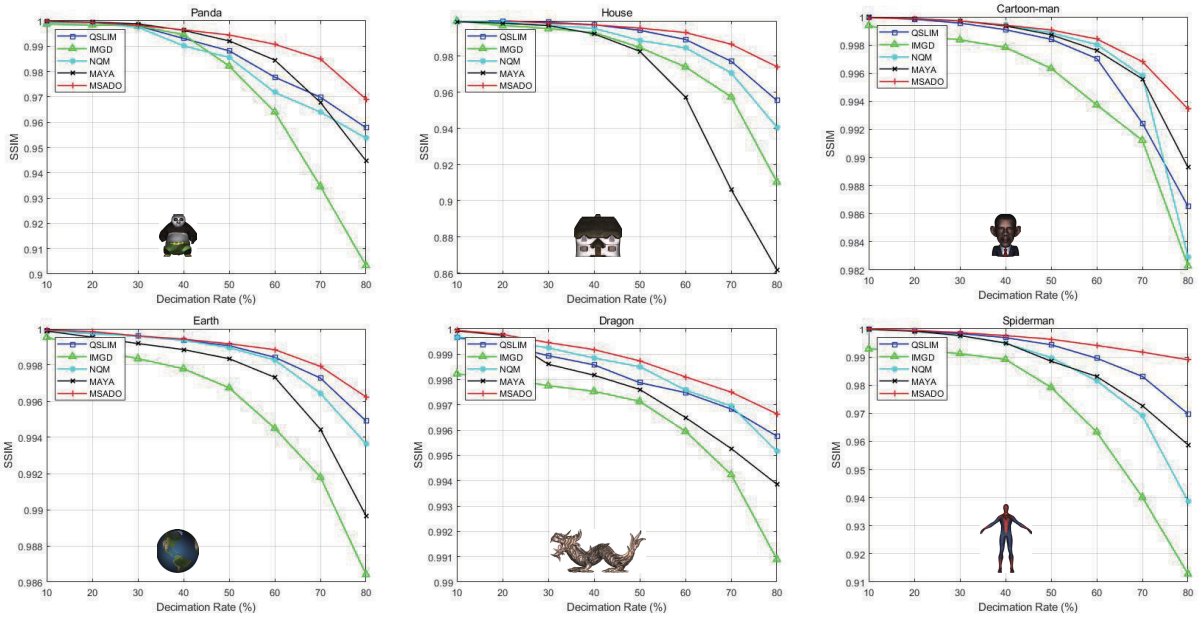 Panda
1
0.99
0.98
0.97
0.96
0.95
0.94
0.93
0.92
0.91
0.9
SSIM
QSLIM
IMGD
NQM
MAYA
MSADO
10 20 30 40 50 60 70 80
Decimation Rate (%)
House
1
0.98
0.96
0.94
0.92
0.9
0.88
0.86
SSIM
QSLIM
IMGD
NQM
MAYA
MSADO
10 20 30 40 50 60 70 80
Decimation Rate (%)
Cartoon-man
1
0.998
0.996
0.994
0.992
0.99
0.988
0.986
0.984
0.982
SSIM
QSLIM
IMGD
NQM
MAYA
MSADO
10 20 30 40 50 60 70 80
Decimation Rate (%)
Earth
1
0.998
0.996
0.994
0.992
0.99
0.988
0.986
SSIM
QSLIM
IMGD
NQM
MAYA
MSADO
10 20 30 40 50 60 70 80
Decimation Rate (%)
Dragon
1
0.999
0.998
0.997
0.996
0.995
0.994
0.993
0.992
0.991
0.99
SSIM
QSLIM
IMGD
NQM
MAYA
MSADO
10 20 30 40 50 60 70 80
Decimation Rate (%)
Spiderman
1
0.99
0.98
0.97
0.96
0.95
0.94
0.93
0.92
0.91
SSIM
QSLIM
IMGD
NQM
MAYA
MSADO
10 20 30 40 50 60 70 80
Decimation Rate (%)